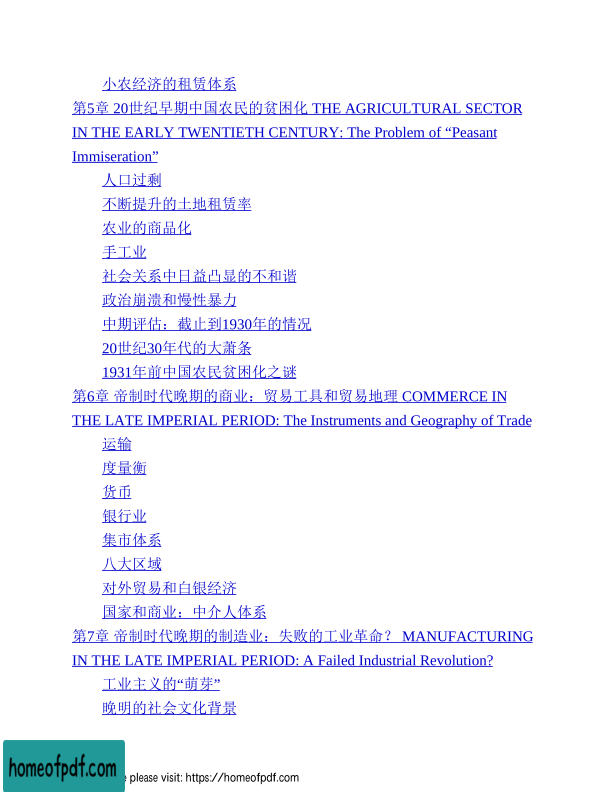 小农经济的租赁体系
第5章 20世纪早期中国农民的贫困化 THE AGRICULTURAL SECTOR
IN THE EARLY TWENTIETH CENTURY: The Problem of “Peasant
Immiseration”
人口过剩
不断提升的土地租赁率
农业的商品化
手工业
社会关系中日益凸显的不和谐
政治崩溃和慢性暴力
中期评估：截止到1930年的情况
20世纪30年代的大萧条
1931年前中国农民贫困化之谜
第6章 帝制时代晚期的商业：贸易工具和贸易地理 COMMERCE IN
THE LATE IMPERIAL PERIOD: The Instruments and Geography of Trade
运输
度量衡
货币
银行业
集市体系
八大区域
对外贸易和白银经济
国家和商业：中介人体系
第7章 帝制时代晚期的制造业：失败的工业革命？ MANUFACTURING
IN THE LATE IMPERIAL PERIOD: A Failed Industrial Revolution?
工业主义的“萌芽”
晚明的社会文化背景
homeofpdf.com
please visit: https://homeofpdf.com